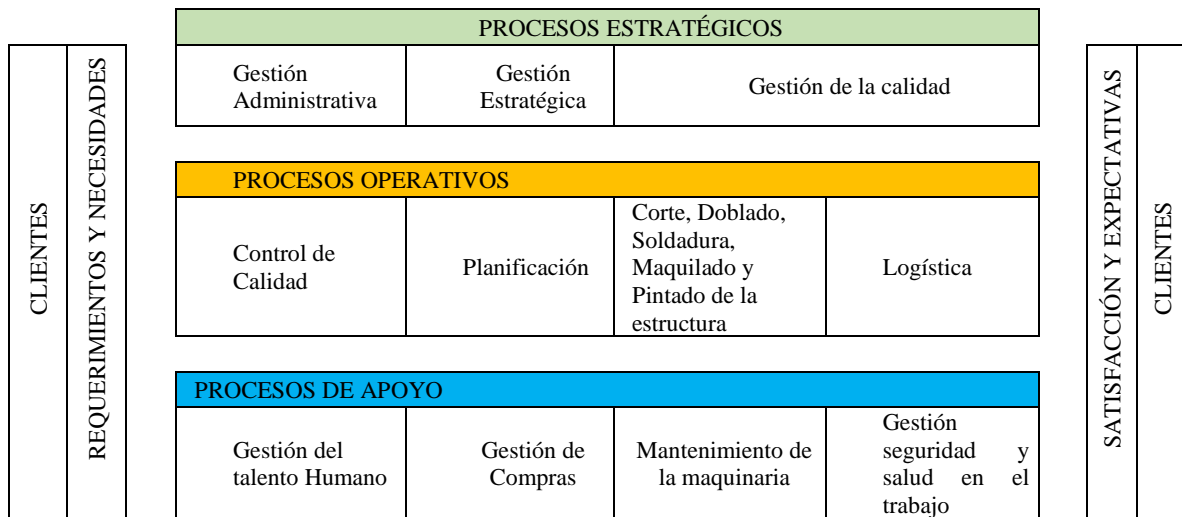 CLIENTES
REQUERIMIENTOS Y NECESIDADES
PROCESOS ESTRATÉGICOS
Gestión
Administrativa
Gestión
Estratégica
Gestión de la calidad
PROCESOS OPERATIVOS
Control de
Calidad
Planificación
Corte, Doblado,
Soldadura,
Maquilado y
Pintado de la
estructura
Logística
PROCESOS DE APOYO
Gestión del
talento Humano
Gestión de
Compras
Mantenimiento de
la maquinaria
Gestión
seguridad y
salud en el
trabajo
SATISFACCIÓN Y EXPECTATIVAS
CLIENTES